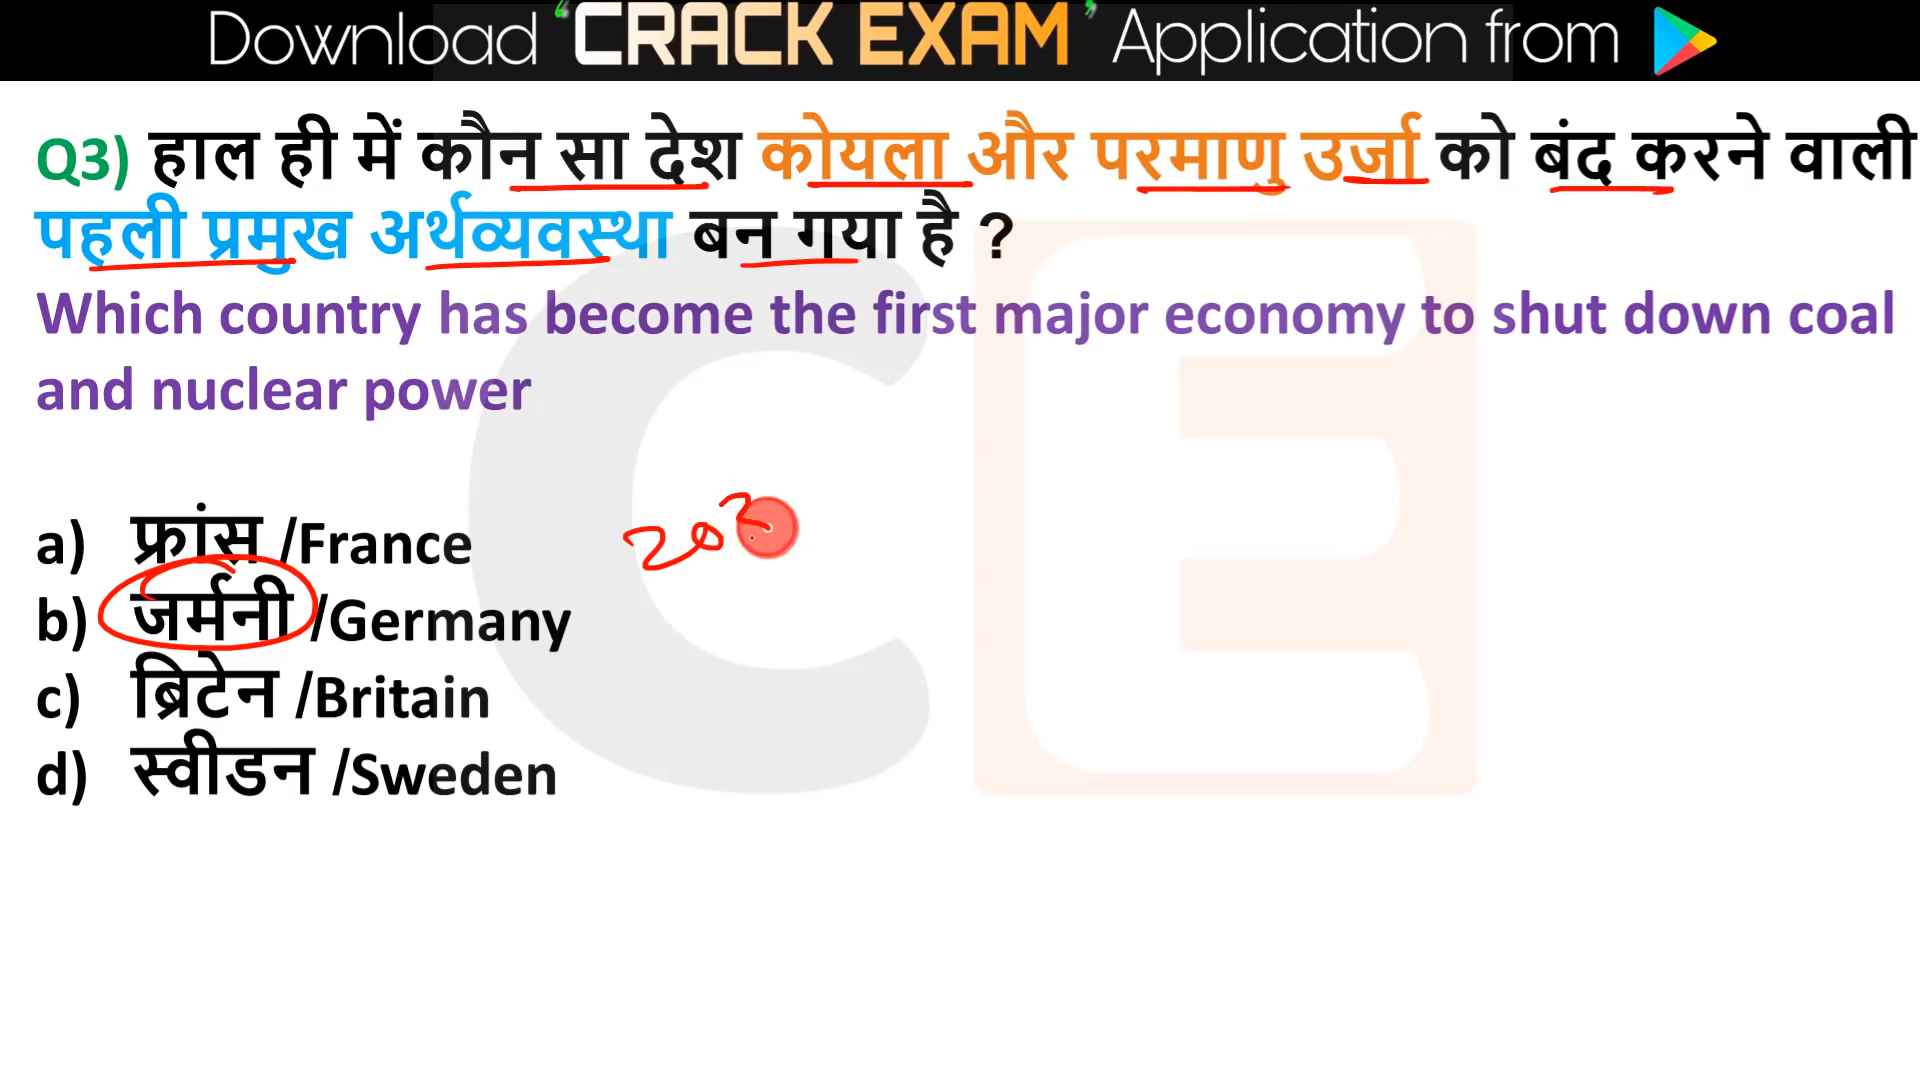 Download ‘CRACK EXAM’ Application from
Q3) हाल ही में कौन सा देश कोयला और परमाणु उर्जा को बंद करने वाली
पहली प्रमुख अर्थव्यवस्था बन गया है ?
Which country has become the first major economy to shut down coal
and nuclear power
a) फ्रांस /France
203
b) जर्मनी /Germany
c) ब्रिटेन /Britain
d) स्वीडन /Sweden
CE